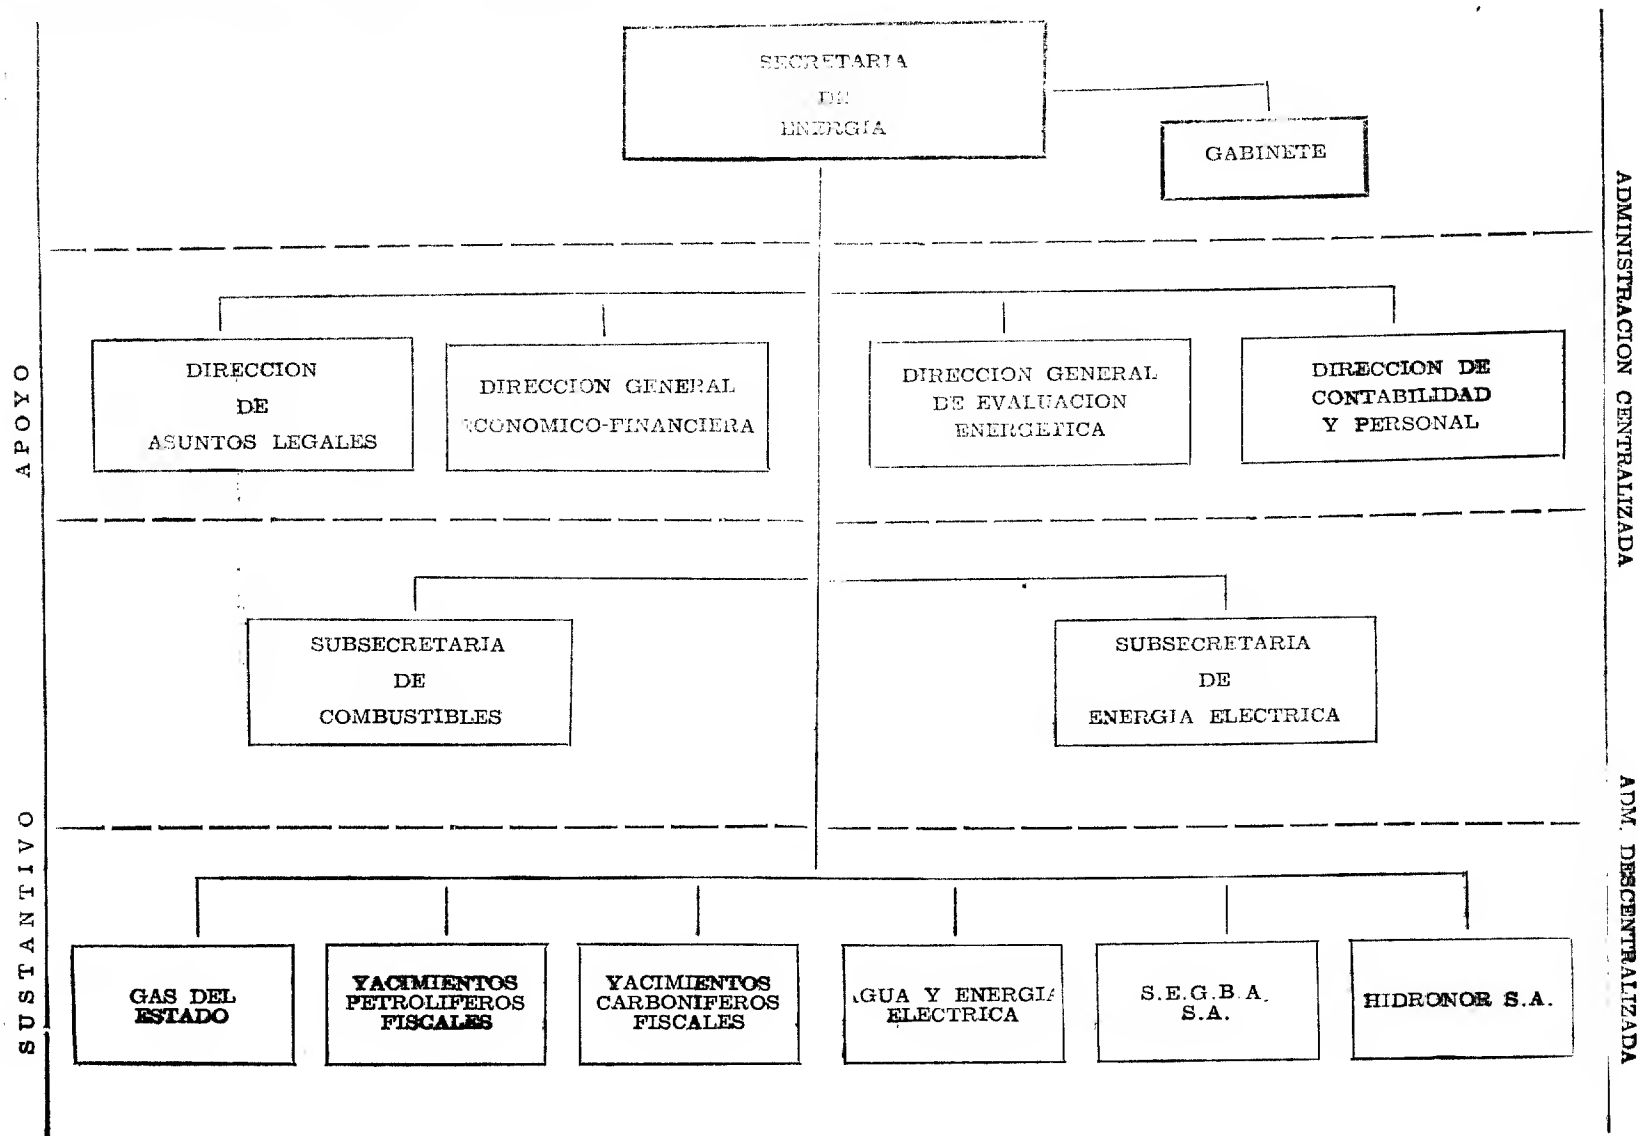 SECRETARIA
DE
ENERGIA
GABINETE
DIRECCION
DE
ASUNTOS LEGALES
DIRECCION GENERAL
ECONOMICO-FINANCIERA
DIRECCION GENERAL
DE EVALUACION
ENERGETICA
DIRECCION DE
CONTABILIDAD
Y PERSONAL
SUBSECRETARIA
DE
COMBUSTIBLES
SUBSECRETARIA
DE
ENERGIA ELECTRICA
GAS DEL
ESTADO
YACIMIENTOS
PETROLIFEROS
FISCALES
YACIMIENTOS
CARBONIFEROS
FISCALES
AGUA Y ENERGIA
ELECTRICA
S.E.G.B.A.
S.A.
HIDRONOR S.A.
APOYO
SUSTANTIVO
ADMINISTRACION CENTRALIZADA
ADM. DESCENTRALIZADA